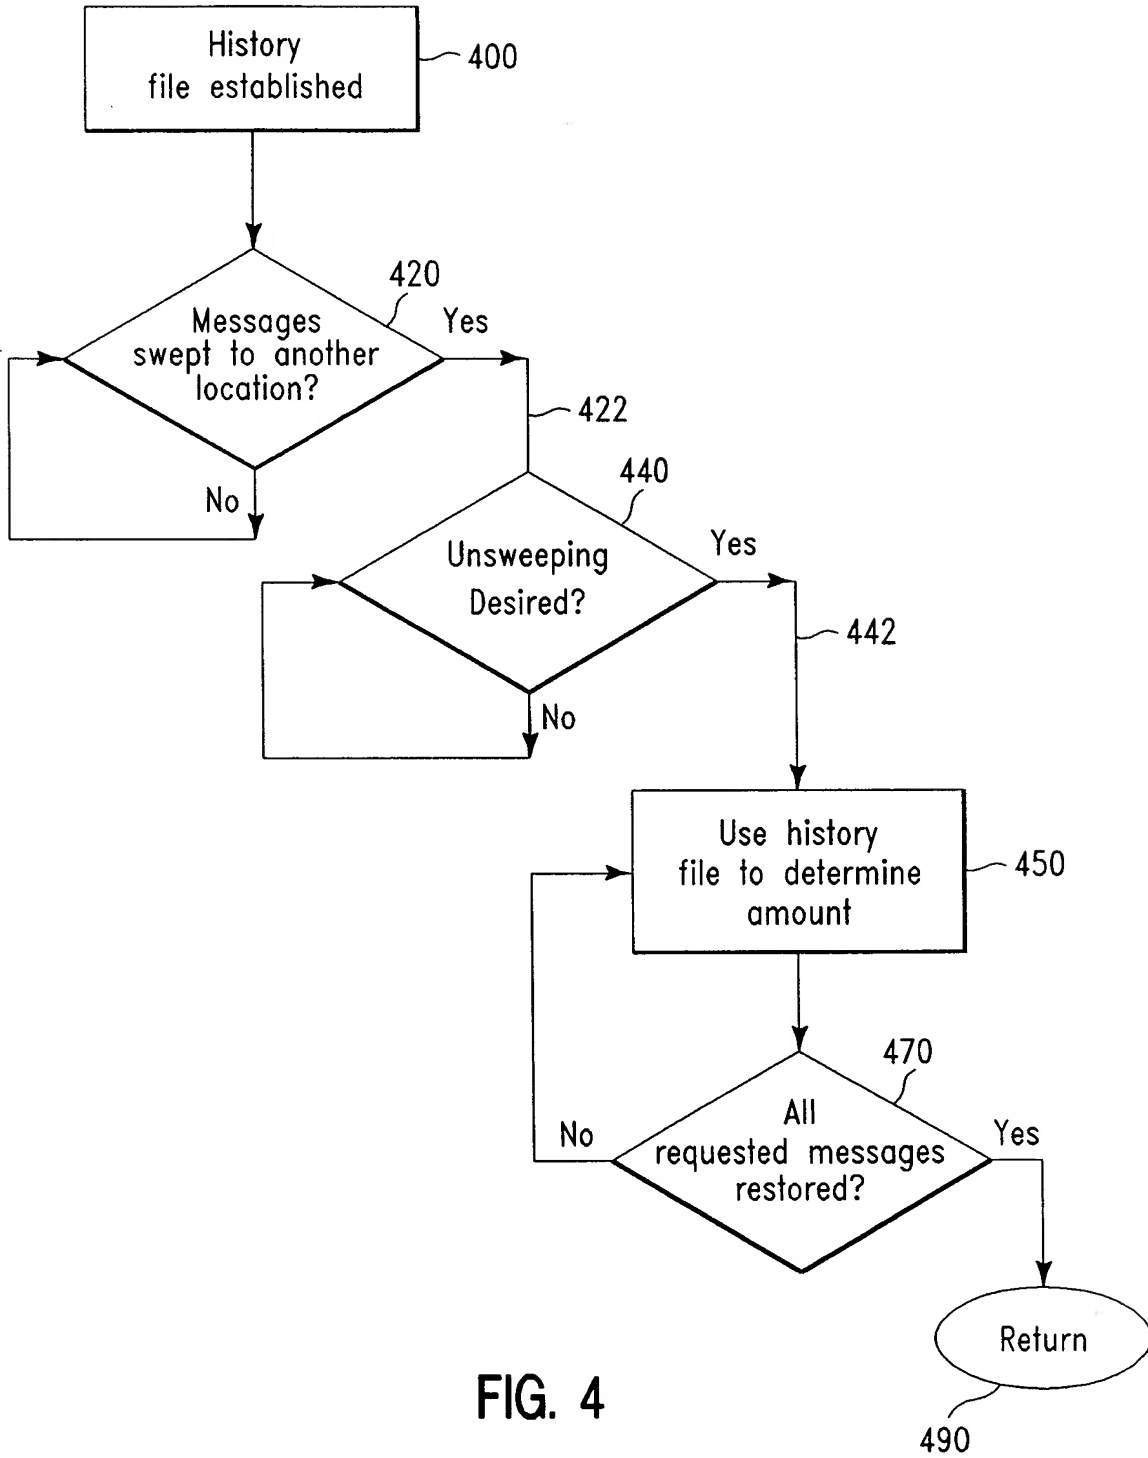 History
file established
400
420
Messages
swept to another
location?
Yes
422
No
440
Unsweeping
Desired?
Yes
442
No
Use history
file to determine
amount
450
470
All
requested messages
restored?
No
Yes
Return
490
FIG. 4